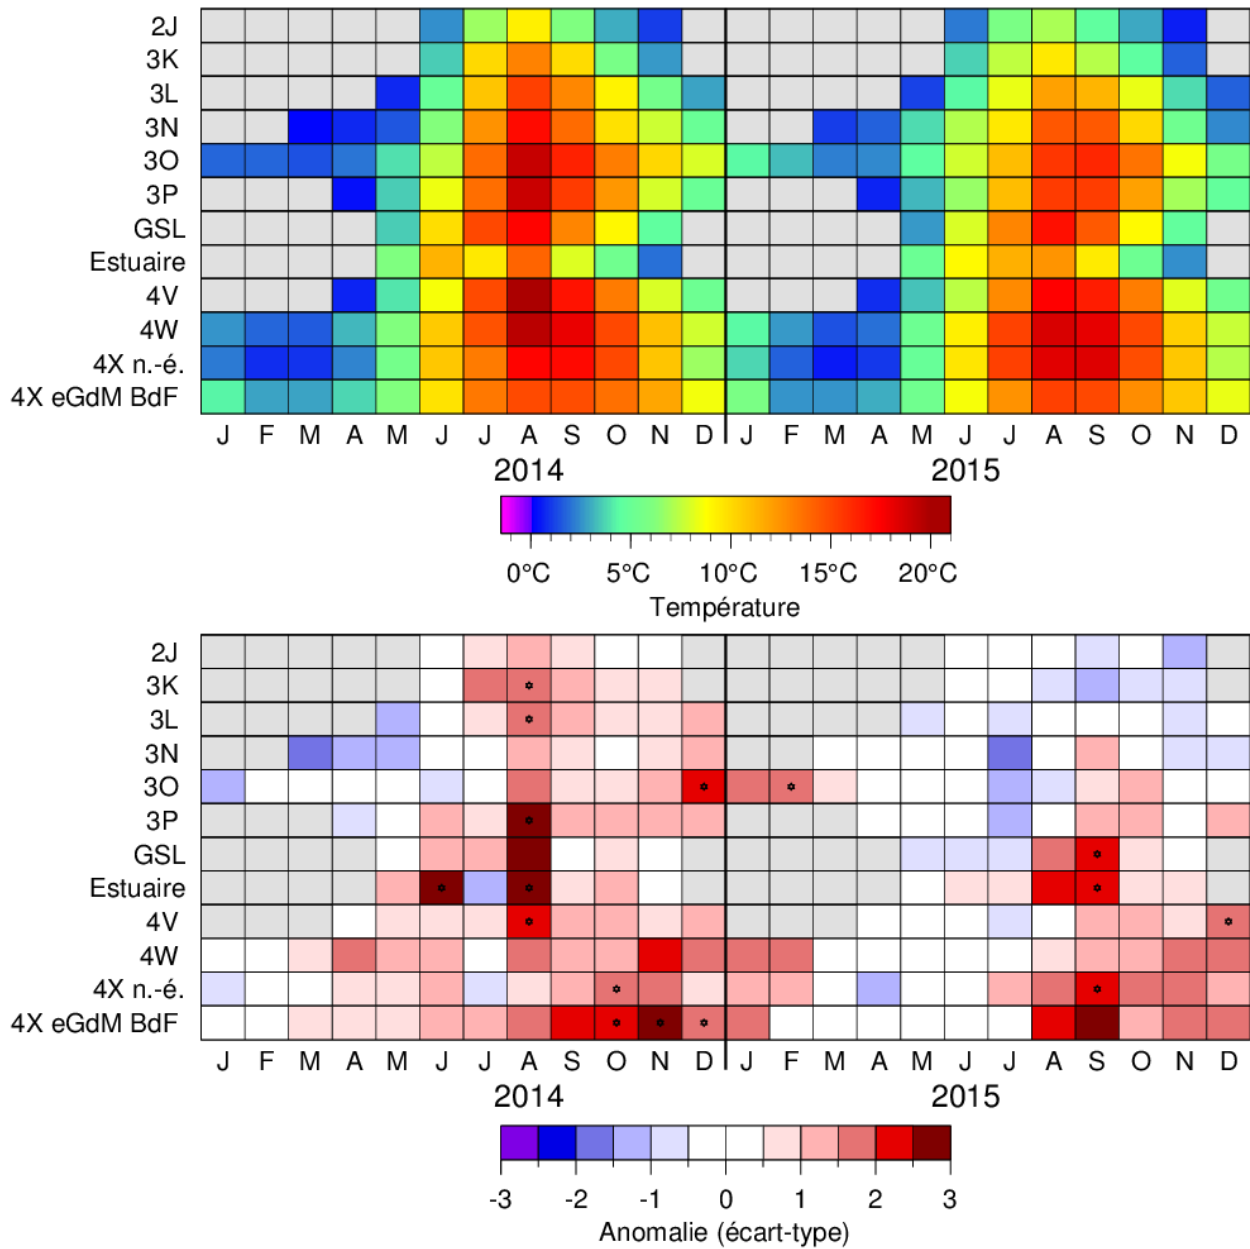 2J
3K
3L
3N
3O
3P
GSL
Estuaire
4V
4W
4X n.-é.
4X eGdM BdF
J F M A M J J A S O N D J F M A M J J A S O N D
2014 2015
0°C 5°C 10°C 15°C 20°C
Température
2J
3K
3L
3N
3O
3P
GSL
Estuaire
4V
4W
4X n.-é.
4X eGdM BdF
J F M A M J J A S O N D J F M A M J J A S O N D
2014 2015
-3 -2 -1 0 1 2 3
Anomalie (écart-type)